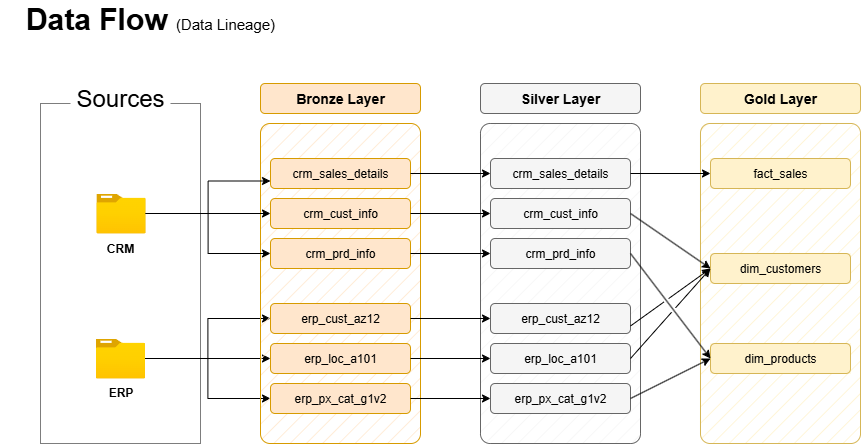 Data Flow (Data Lineage)
Sources
Bronze Layer
Silver Layer
Gold Layer
crm_sales_details
crm_sales_details
fact_sales
crm_cust_info
crm_cust_info
CRM
crm_prd_info
crm_prd_info
dim_customers
erp_cust_az12
erp_cust_az12
erp_loc_a101
erp_loc_a101
dim_products
ERP
erp_px_cat_g1v2
erp_px_cat_g1v2